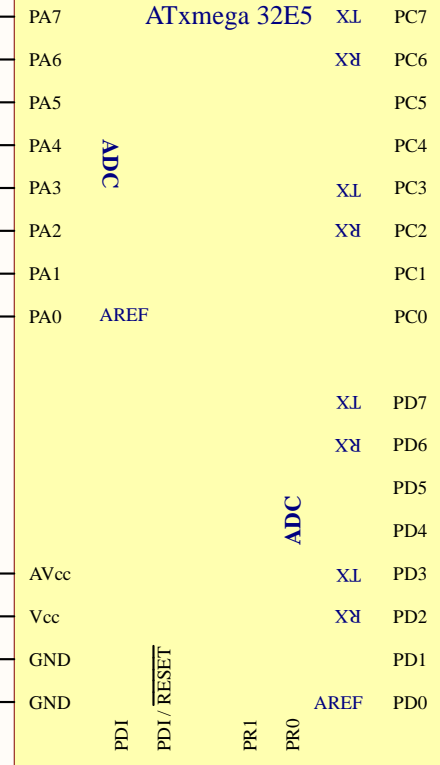 PA7 ATxmega 32E5 TX PC7
PA6 RX PC6
PA5 PC5
PA4 PC4
ADC
PA3 TX PC3
PA2 RX PC2
PA1 PC1
PA0 AREF PC0
TX PD7
RX PD6
PD5
ADC
PD4
AVcc TX PD3
Vcc RX PD2
GND PD1
GND AREF PD0
PDI
PDI / RESET
PR1
PR0